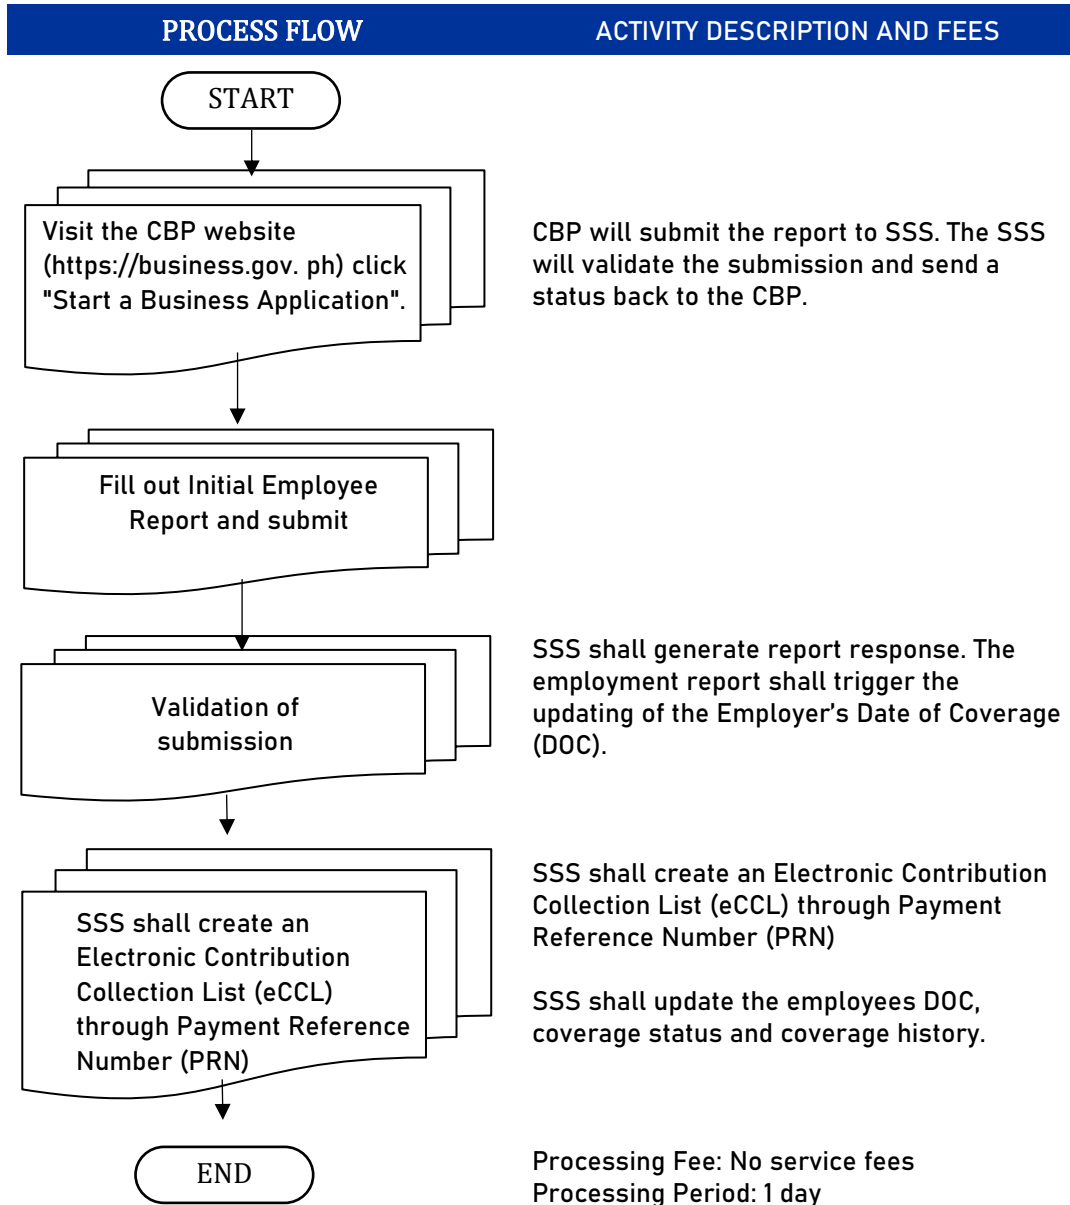 PROCESS FLOW
ACTIVITY DESCRIPTION AND FEES
START
Visit the CBP website
(https://business.gov. ph) click
"Start a Business Application".
CBP will submit the report to SSS. The SSS
will validate the submission and send a
status back to the CBP.
Fill out Initial Employee
Report and submit
Validation of
submission
SSS shall generate report response. The
employment report shall trigger the
updating of the Employer’s Date of Coverage
(DOC).
SSS shall create an
Electronic Contribution
Collection List (eCCL)
through Payment Reference
Number (PRN)
SSS shall create an Electronic Contribution
Collection List (eCCL) through Payment
Reference Number (PRN)
SSS shall update the employees DOC,
coverage status and coverage history.
END
Processing Fee: No service fees
Processing Period: 1 day